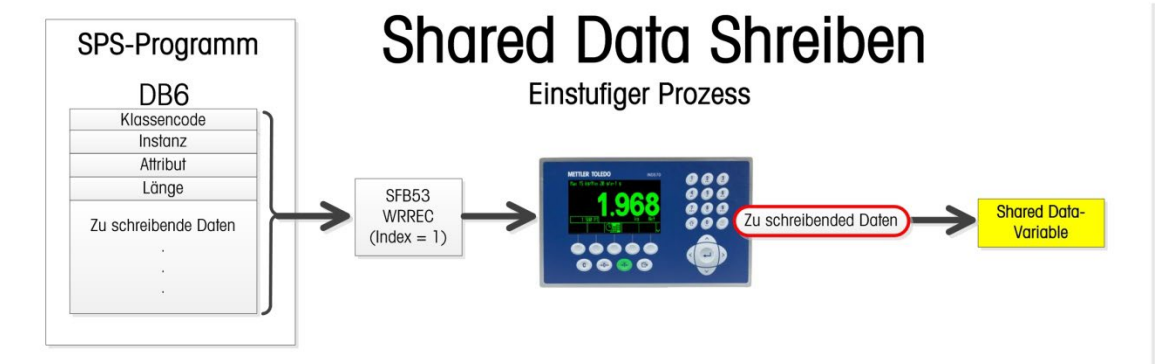 Shared Data Shreiben
Einstufiger Prozess
SPS-Programm
DB6
Klassencode
Instanz
Attribut
Länge
Zu schreibende Daten
.
.
.
SFB53
WRREC
(Index = 1)
METTLER TOLEDO
1.968
Zu schreibended Daten
Shared Data-
Variable